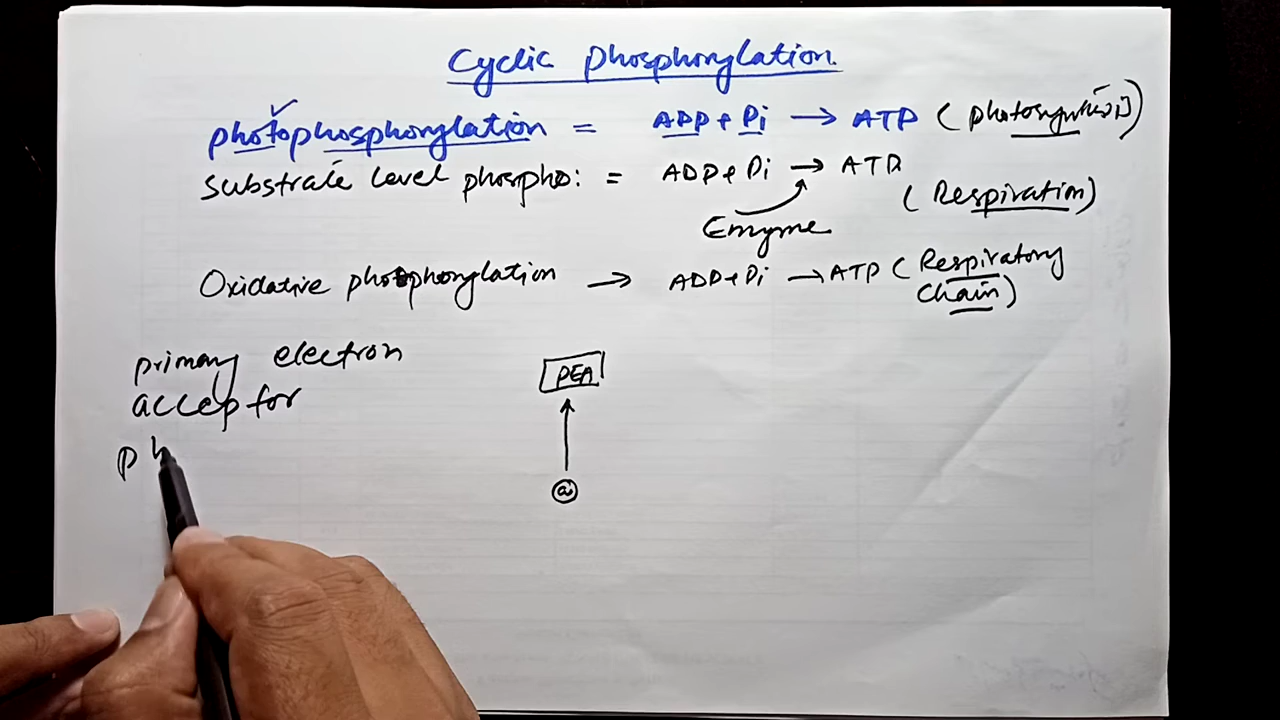 Cyclic phosphorylation.
photophosphorylation = ADP + Pi → ATP (photosynthesis)
Substrate level phospho: = ADP + Pi → ATP
(Respiration)
Enzyme
Oxidative phosphorylation → ADP + Pi → ATP (Respiratory
Chain)
primary electron
acceptor
PEA
a
ph